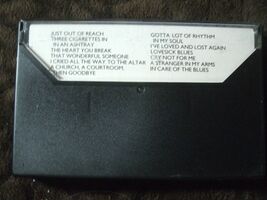 JUST OUT OF REACH
THREE CIGARETTES IN
IN AN ASHTRAY
THE HEART YOU BREAK
THAT WONDERFUL SOMEONE
I CRIED ALL THE WAY TO THE ALTAR
A CHURCH, A COURTROOM,
THEN GOODBYE
GOTTA LOT OF RHYTHM
IN MY SOUL
I'VE LOVED AND LOST AGAIN
LOVESICK BLUES
CRY NOT FOR ME
A STRANGER IN MY ARMS
IN CARE OF THE BLUES